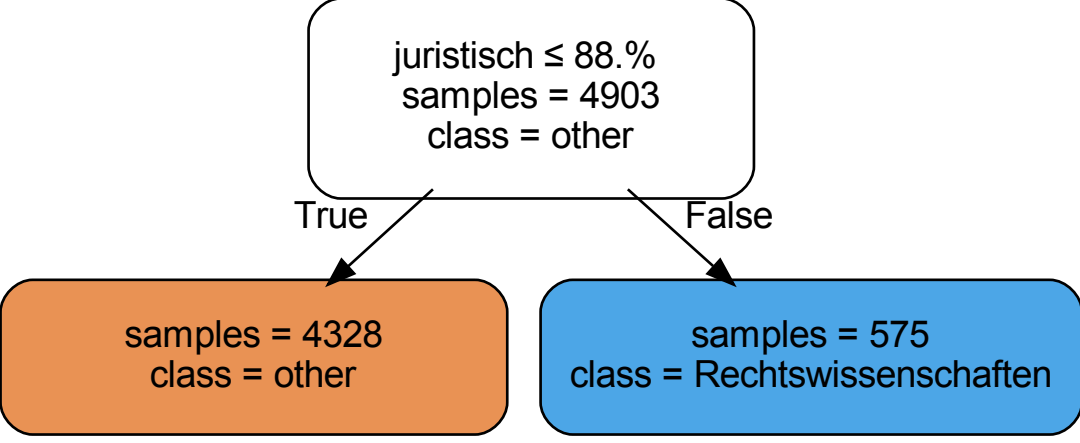 juristisch ≤ 88.%
samples = 4903
class = other
True
False
samples = 4328
class = other
samples = 575
class = Rechtswissenschaften